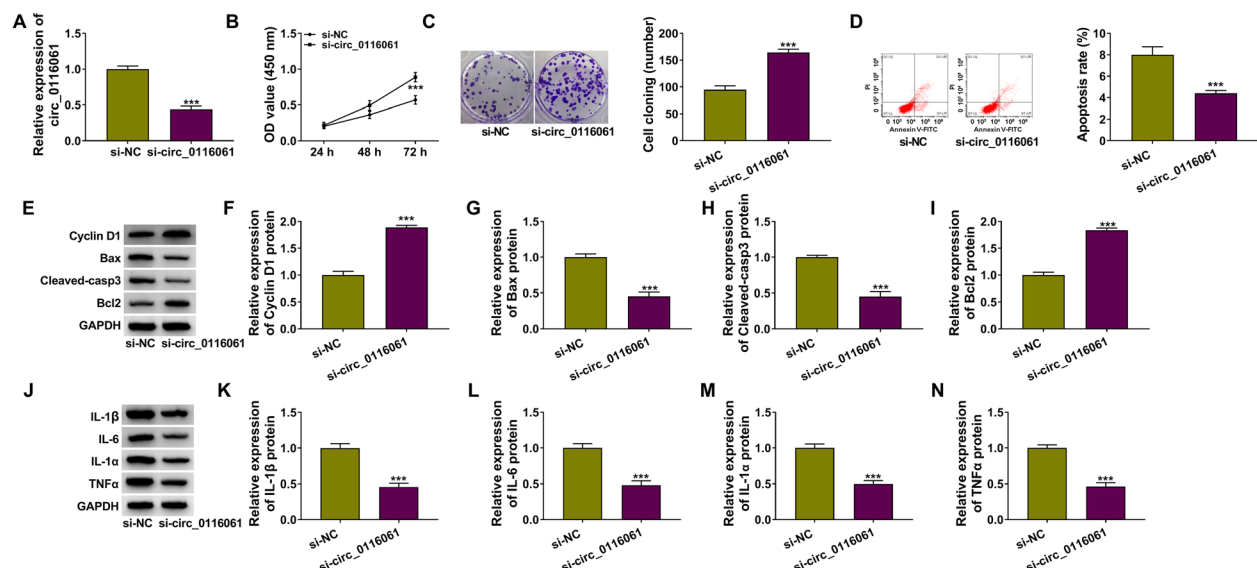 A
Relative expression of
circ_0116061
1.5
1.0
0.5
0.0
***
si-NC
si-circ_0116061
B
si-NC
si-circ_0116061
OD value (450 nm)
1.5
1.0
0.5
0.0
***
24 h
48 h
72 h
C
si-NC
si-circ_0116061
Cell cloning (number)
200
150
100
50
0
***
si-NC
si-circ_0116061
D
PI
Annexin V-FITC
Annexin V-FITC
si-NC
si-circ_0116061
Apoptosis rate (%)
10
8
6
4
2
0
***
si-NC
si-circ_0116061
E
Cyclin D1
Bax
Cleaved-casp3
Bcl2
GAPDH
si-NC si-circ_0116061
F
Relative expression
of Cyclin D1 protein
2.0
1.5
1.0
0.5
0.0
***
si-NC
si-circ_0116061
G
Relative expression
of Bax protein
1.5
1.0
0.5
0.0
***
si-NC
si-circ_0116061
H
Relative expression
of Cleaved-casp3 protein
1.5
1.0
0.5
0.0
***
si-NC
si-circ_0116061
I
Relative expression
of Bcl2 protein
2.0
1.5
1.0
0.5
0.0
***
si-NC
si-circ_0116061
J
IL-1β
IL-6
IL-1α
TNFα
GAPDH
si-NC si-circ_0116061
K
Relative expression
of IL-1β protein
1.5
1.0
0.5
0.0
***
si-NC
si-circ_0116061
L
Relative expression
of IL-6 protein
1.5
1.0
0.5
0.0
***
si-NC
si-circ_0116061
M
Relative expression
of IL-1α protein
1.5
1.0
0.5
0.0
***
si-NC
si-circ_0116061
N
Relative expression
of TNFα protein
1.5
1.0
0.5
0.0
***
si-NC
si-circ_0116061